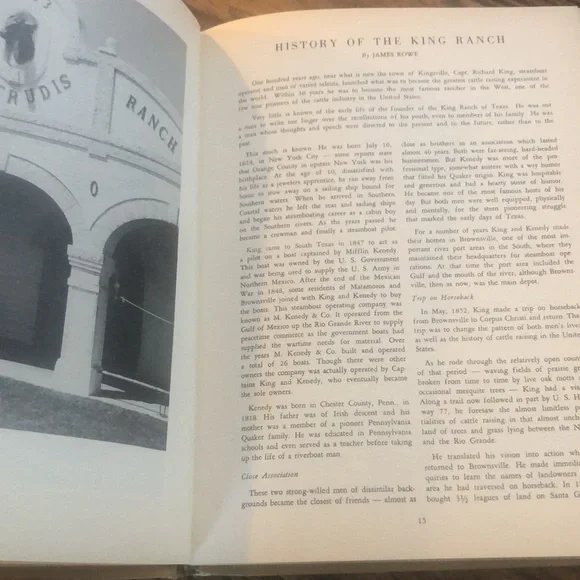 53
RUDIS
RANCH
HISTORY OF THE KING RANCH
By JAMES ROWE
One hundred years ago, near what is now the town of Kingsville, Capt. Richard King, steamboat
captain and man of varied talents, launched what was to become the greatest cattle raising experiment in
the world. Within 30 years he was to become the most famous rancher in the West, one of the
few true pioneers of the cattle industry in the United States.
Very little is known of the early life of the founder of the King Ranch of Texas. He was not
a man to write nor linger over the recollections of his youth, even to members of his family. He was
a man whose thoughts and speech were directed to the present and to the future, rather than to the
past.
This much is known. He was born July 10,
1824, in New York City — some reports state
that Orange County in upstate New York was his
birthplace. At the age of 10, dissatisfied with
his life as a jewelers apprentice, he ran away from
home to stow away on a sailing ship bound for
Southern waters. When he arrived in Southern
Coastal waters he left the seas and sailing ships
and began his steamboating career as a cabin boy
on the Southern rivers. As the years passed he
became a crewman and finally a steamboat pilot.
King came to South Texas in 1847 to act as
a pilot on a boat captained by Mifflin Kenedy.
This boat was owned by the U. S. Government
and was being used to supply the U. S. Army in
Northern Mexico. After the end of the Mexican
War in 1848, some residents of Matamoros and
Brownsville joined with King and Kenedy to buy
the boats. This steamboat operating company was
known as M. Kenedy & Co. It operated from the
Gulf of Mexico up the Rio Grande River to supply
peacetime commerce as the government boats had
supplied the wartime needs for material. Over
the years M. Kenedy & Co. built and operated
a total of 26 boats. Though there were other
owners the company was actually operated by Cap
tains King and Kenedy, who eventually became
the sole owners.
Kenedy was born in Chester County, Penn., in
1818. His father was of Irish descent and his
mother was a member of a pioneer Pennsylvania
Quaker family. He was educated in Pennsylvania
schools and even served as a teacher before taking
up the life of a riverboat man.
Close Association
These two strong-willed men of dissimilar back-
grounds became the closest of friends — almost as
close as brothers in an association which lasted
almost 40 years. Both were far-seeing, hard-headed
businessmen. But Kenedy was more of the pro-
fessional type, somewhat austere with a wry humor
that fitted his Quaker origin. King was hospitable
and generous and had a hearty sense of humor.
He became one of the most famous hosts of his
day. But both men were well equipped, physically
and mentally, for the stern pioneering struggle
that marked the early days of Texas.
For a number of years King and Kenedy made
their homes in Brownsville, one of the most im-
portant river port areas in the South, where they
maintained their headquarters for steamboat ope
rations. At that time the port area included the
Gulf and the mouth of the river, although Browns-
ville, then as now, was the main depot.
Trip on Horseback
In May, 1852, King made a trip on horseback
from Brownsville to Corpus Christi and return. Tha
trip was to change the pattern of both men's lives
as well as the history of cattle raising in the United
States.
As he rode through the relatively open count
of that period — waving fields of prairie gr
broken from time to time by live oak motts
occasional mesquite trees — King had a vis
Along a trail now followed in part by U. S. H
way 77, he foresaw the almost limitless p
tialities of cattle raising in that almost unch
land of trees and grass lying between the N
and the Rio Grande.
He translated his vision into action wh
returned to Brownsville. He made immedi
quiries to learn the names of landowners
area he had traversed on horseback. In 1
bought 3½ leagues of land on Santa G
15